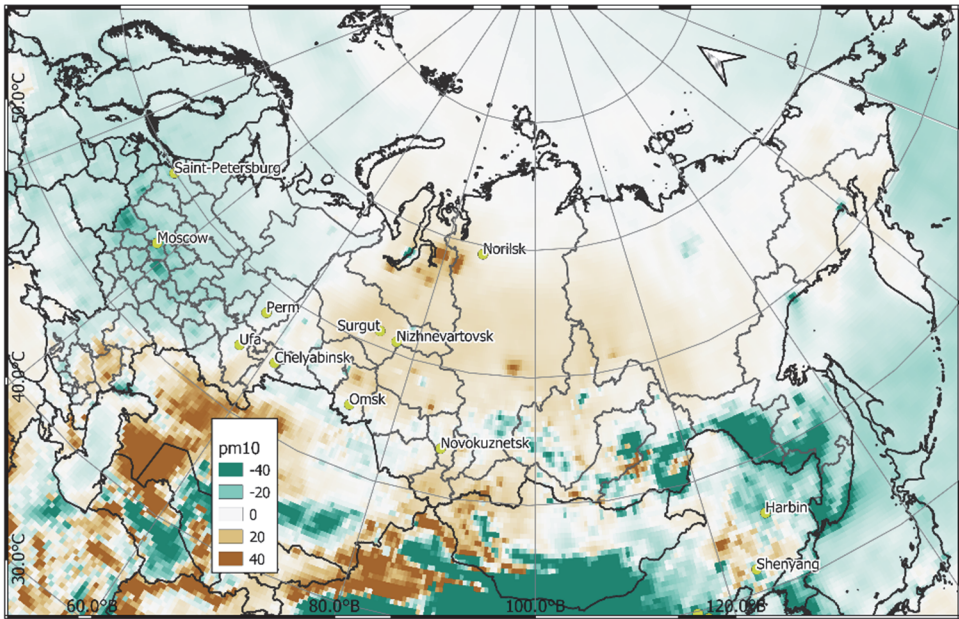 50.0°С
Saint-Petersburg
Moscow
Norilsk
Perm
Surgut
Nizhnevartovsk
Ufa
Chelyabinsk
40.0°С
Omsk
Novokuznetsk
pm10
-40
-20
0
20
40
Harbin
Shenyang
30.0°С
60.0°В
80.0°В
100.0°В
120.0°В